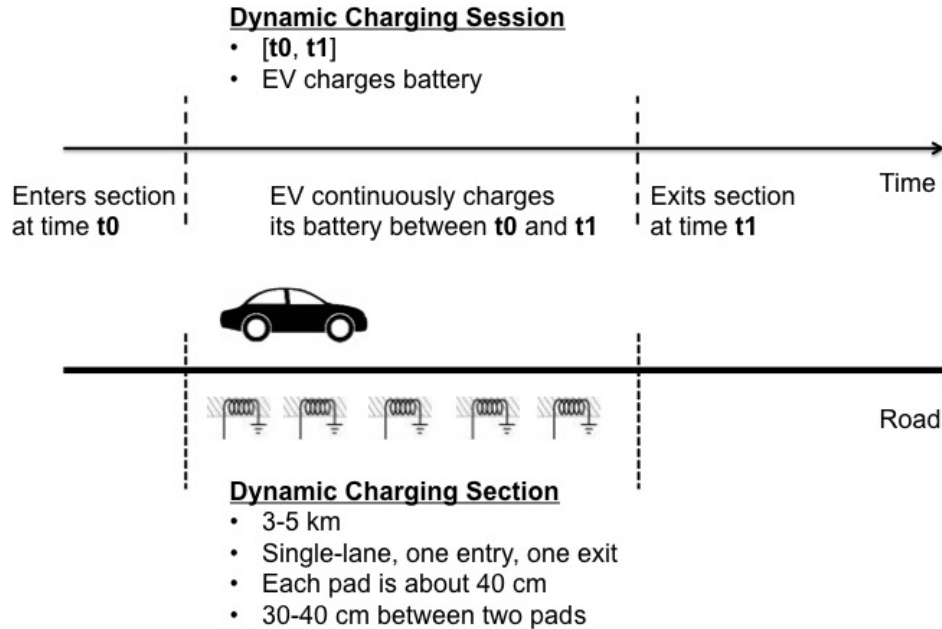 Dynamic Charging Session
• [t0, t1]
• EV charges battery
Time
Enters section
at time t0
EV continuously charges
its battery between t0 and t1
Exits section
at time t1
Road
Dynamic Charging Section
• 3-5 km
• Single-lane, one entry, one exit
• Each pad is about 40 cm
• 30-40 cm between two pads